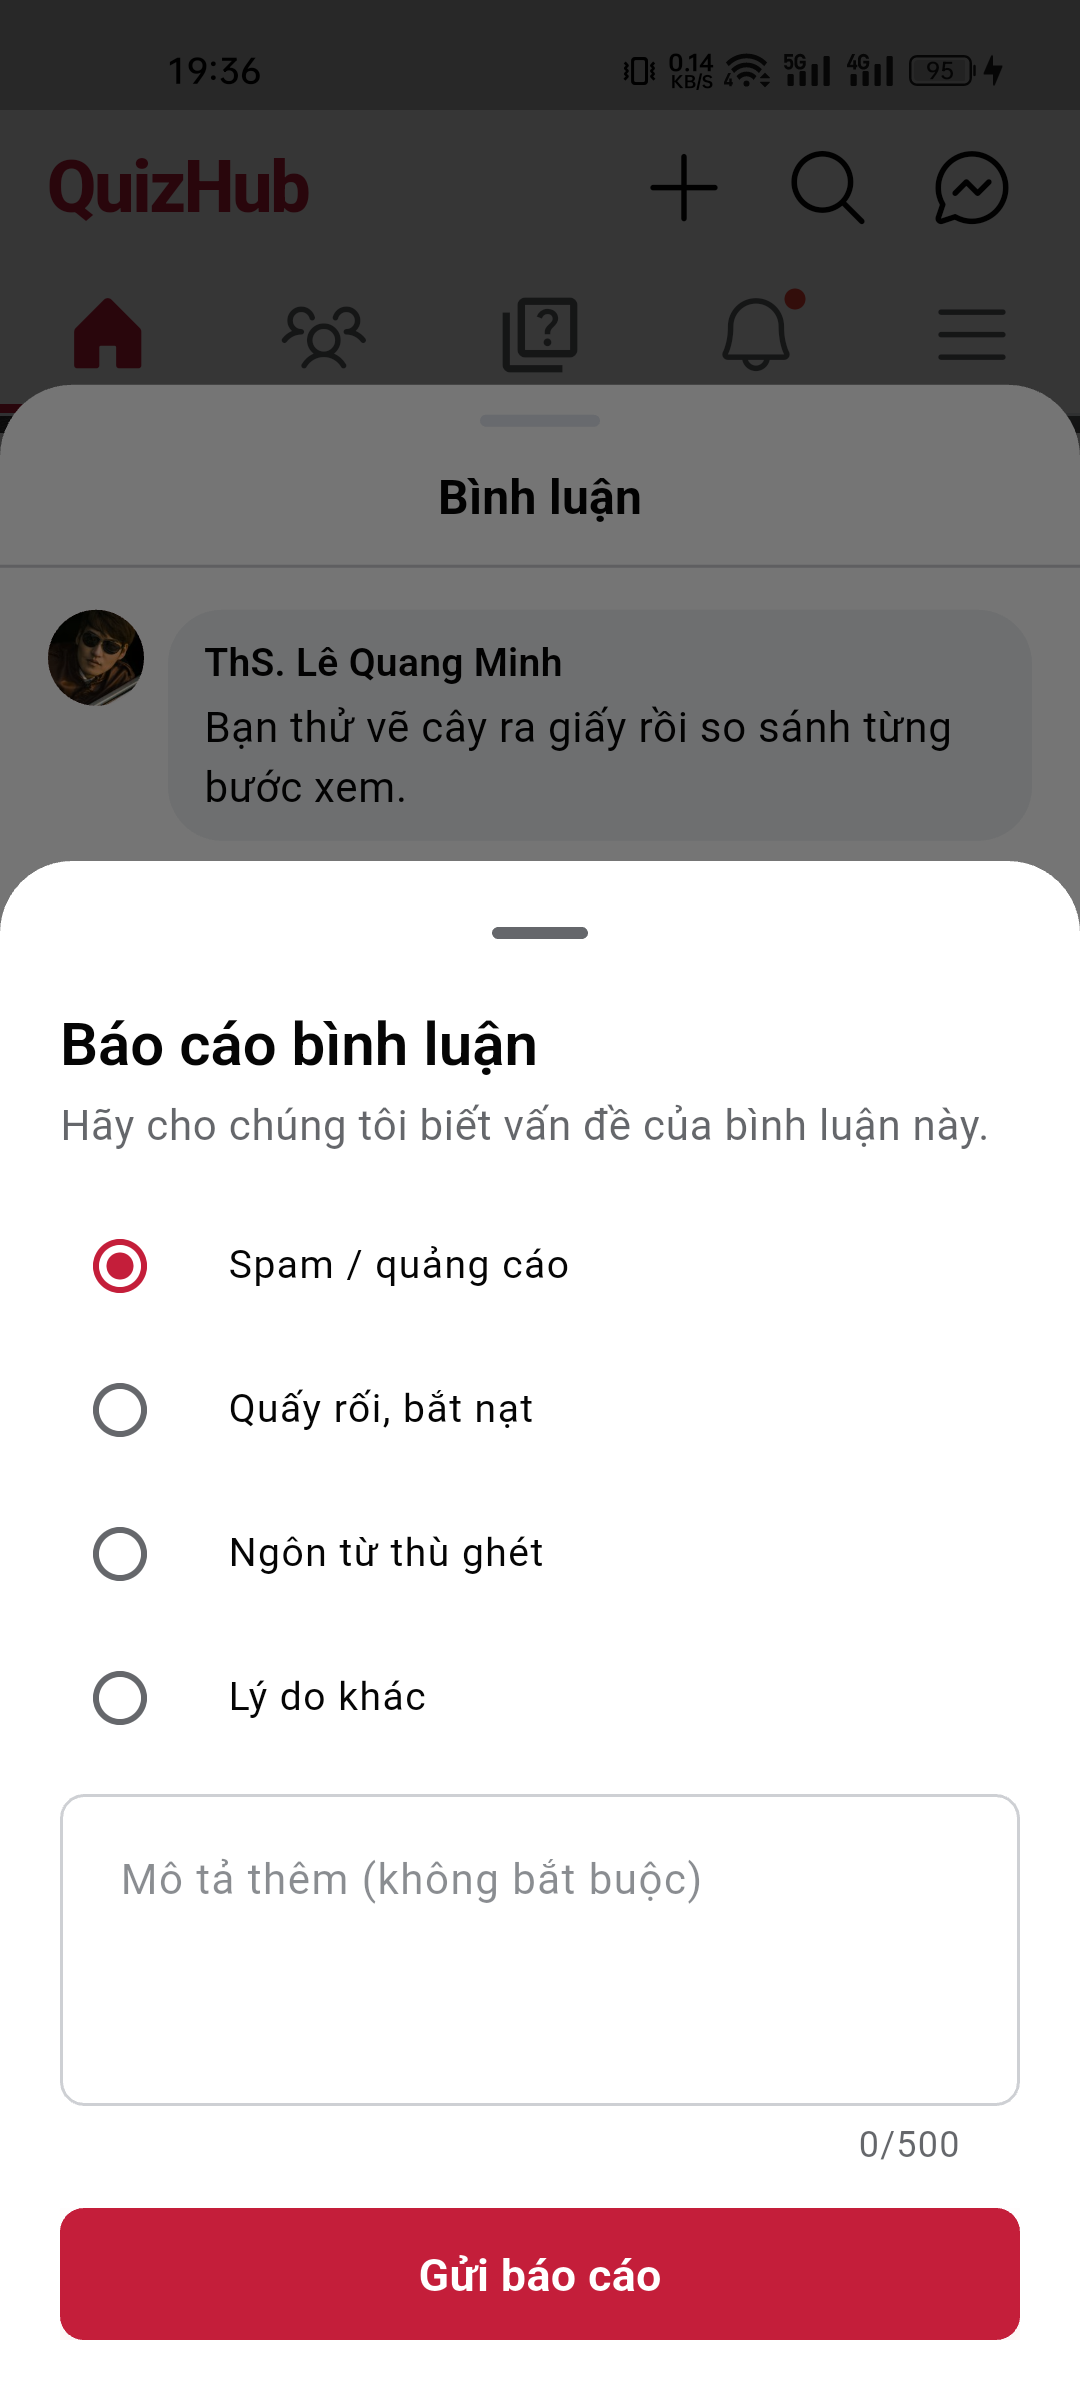 19:36
0.14
KB/S
4
5G
4G
95
QuizHub
?
Bình luận
ThS. Lê Quang Minh
Bạn thử vẽ cây ra giấy rồi so sánh từng
bước xem.
Báo cáo bình luận
Hãy cho chúng tôi biết vấn đề của bình luận này.
Spam / quảng cáo
Quấy rối, bắt nạt
Ngôn từ thù ghét
Lý do khác
Mô tả thêm (không bắt buộc)
0/500
Gửi báo cáo